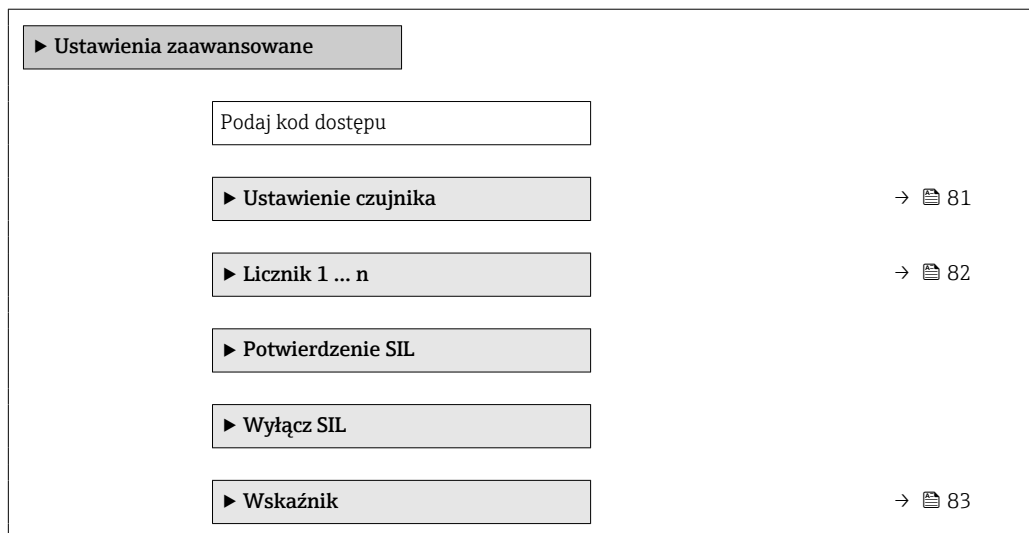 ▶ Ustawienia zaawansowane
Podaj kod dostępu
▶ Ustawienie czujnika → 81
▶ Licznik 1 ... n → 82
▶ Potwierdzenie SIL
▶ Wyłącz SIL
▶ Wskaźnik → 83